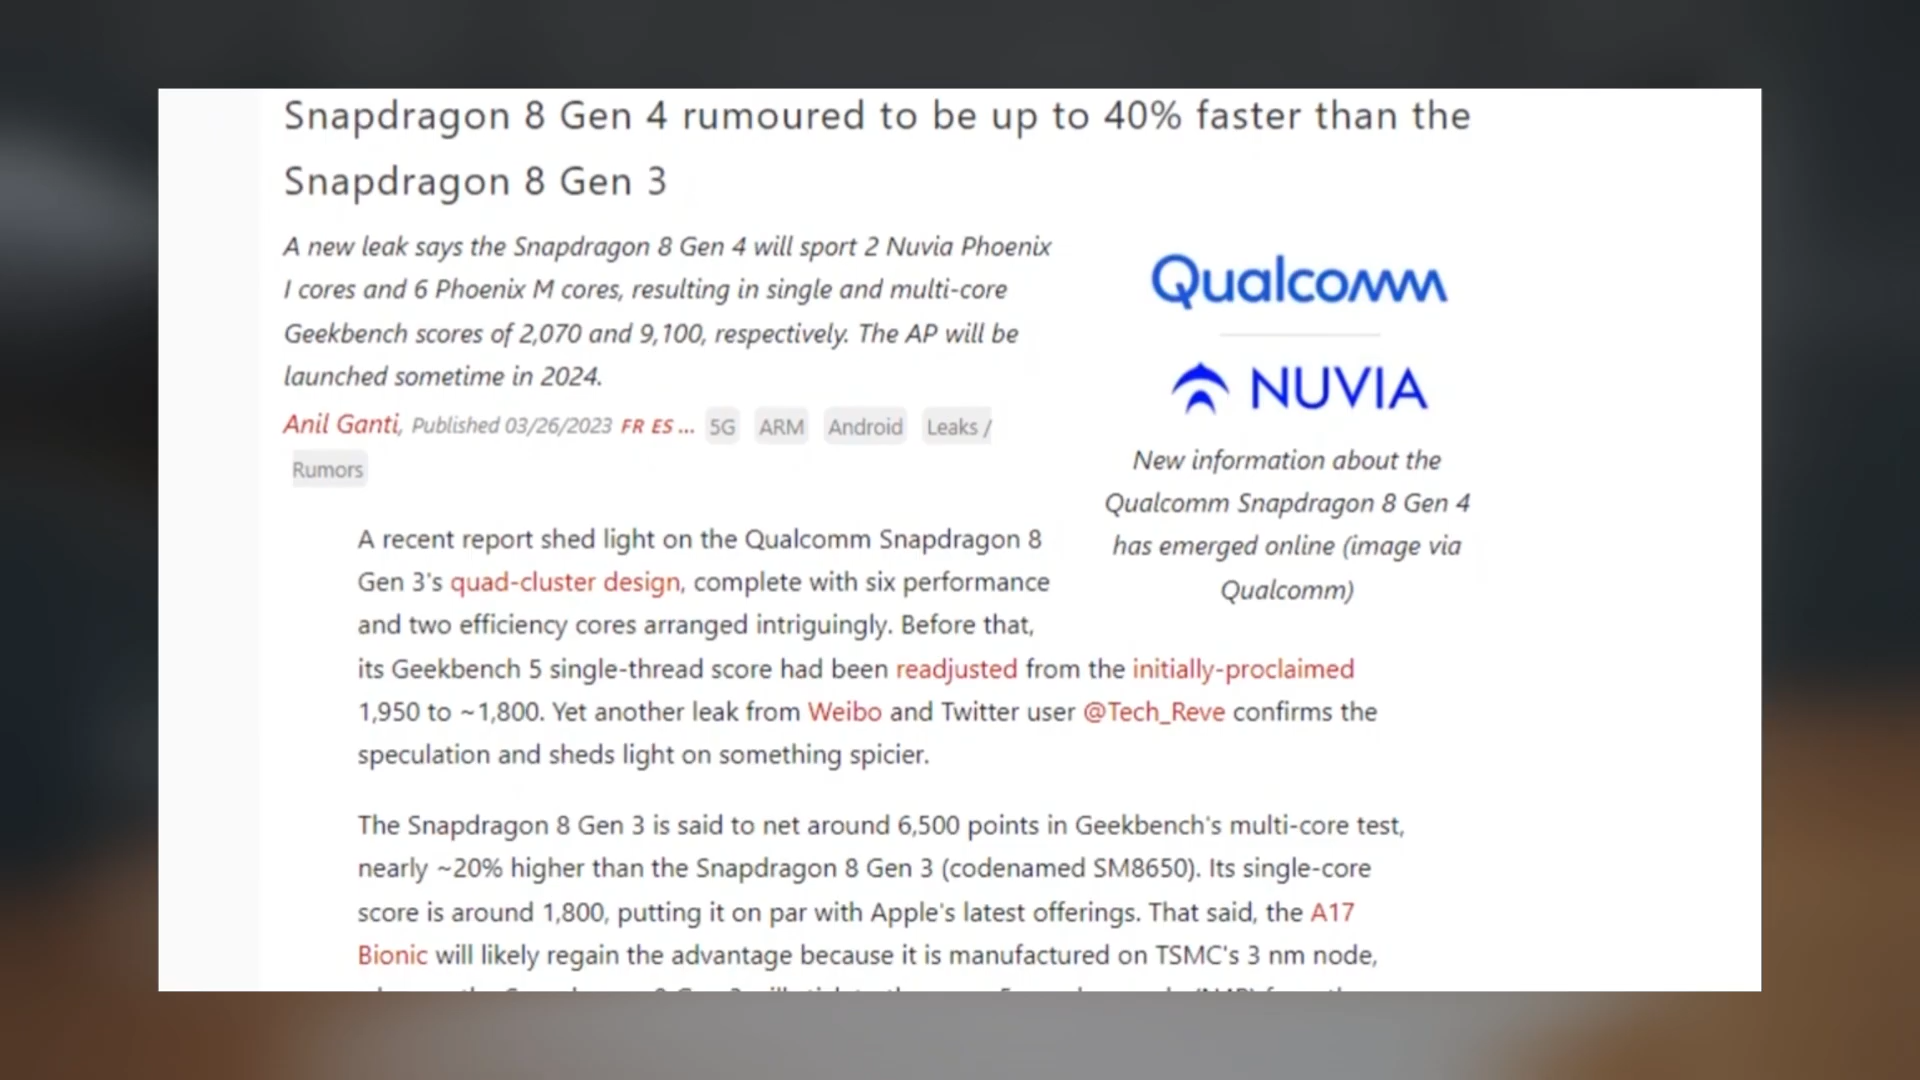 Snapdragon 8 Gen 4 rumoured to be up to 40% faster than the
Snapdragon 8 Gen 3
A new leak says the Snapdragon 8 Gen 4 will sport 2 Nuvia Phoenix
I cores and 6 Phoenix M cores, resulting in single and multi-core
Geekbench scores of 2,070 and 9,100, respectively. The AP will be
launched sometime in 2024.
Anil Ganti, Published 03/26/2023 FR ES ... 5G ARM Android Leaks /
Rumors
Qualcomm
NUVIA
New information about the
Qualcomm Snapdragon 8 Gen 4
has emerged online (image via
Qualcomm)
A recent report shed light on the Qualcomm Snapdragon 8
Gen 3's quad-cluster design, complete with six performance
and two efficiency cores arranged intriguingly. Before that,
its Geekbench 5 single-thread score had been readjusted from the initially-proclaimed
1,950 to ~1,800. Yet another leak from Weibo and Twitter user @Tech_Reve confirms the
speculation and sheds light on something spicier.
The Snapdragon 8 Gen 3 is said to net around 6,500 points in Geekbench's multi-core test,
nearly ~20% higher than the Snapdragon 8 Gen 3 (codenamed SM8650). Its single-core
score is around 1,800, putting it on par with Apple's latest offerings. That said, the A17
Bionic will likely regain the advantage because it is manufactured on TSMC's 3 nm node,